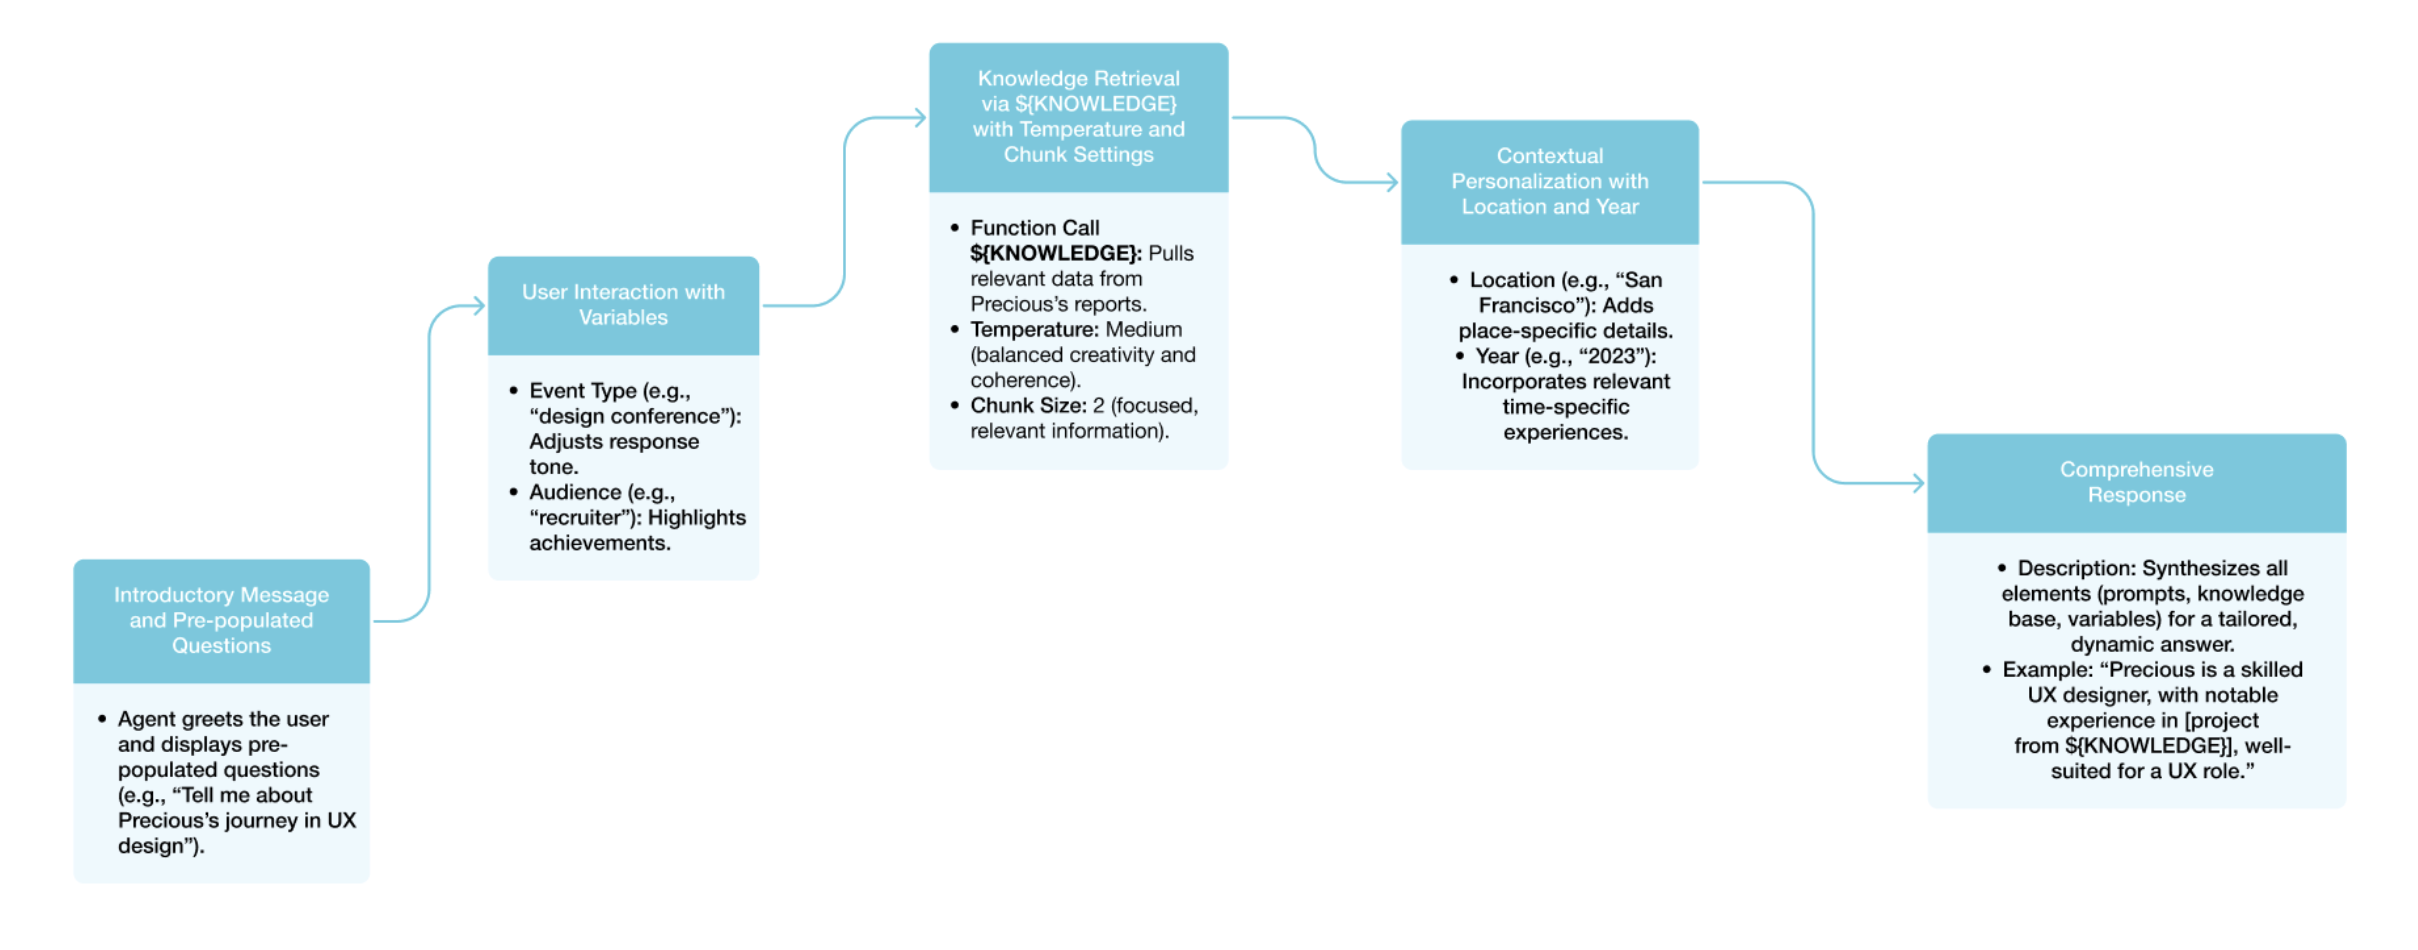 Introductory Message
and Pre-populated
Questions
• Agent greets the user
and displays pre-
populated questions
(e.g., “Tell me about
Precious’s journey in UX
design”).
User Interaction with
Variables
• Event Type (e.g.,
“design conference”):
Adjusts response
tone.
• Audience (e.g.,
“recruiter”): Highlights
achievements.
Knowledge Retrieval
via ${KNOWLEDGE}
with Temperature and
Chunk Settings
• Function Call
${KNOWLEDGE}: Pulls
relevant data from
Precious’s reports.
• Temperature: Medium
(balanced creativity and
coherence).
• Chunk Size: 2 (focused,
relevant information).
Contextual
Personalization with
Location and Year
• Location (e.g., “San
Francisco”): Adds
place-specific details.
• Year (e.g., “2023”):
Incorporates relevant
time-specific
experiences.
Comprehensive
Response
• Description: Synthesizes all
elements (prompts, knowledge
base, variables) for a tailored,
dynamic answer.
• Example: “Precious is a skilled
UX designer, with notable
experience in [project
from ${KNOWLEDGE}], well-
suited for a UX role.”